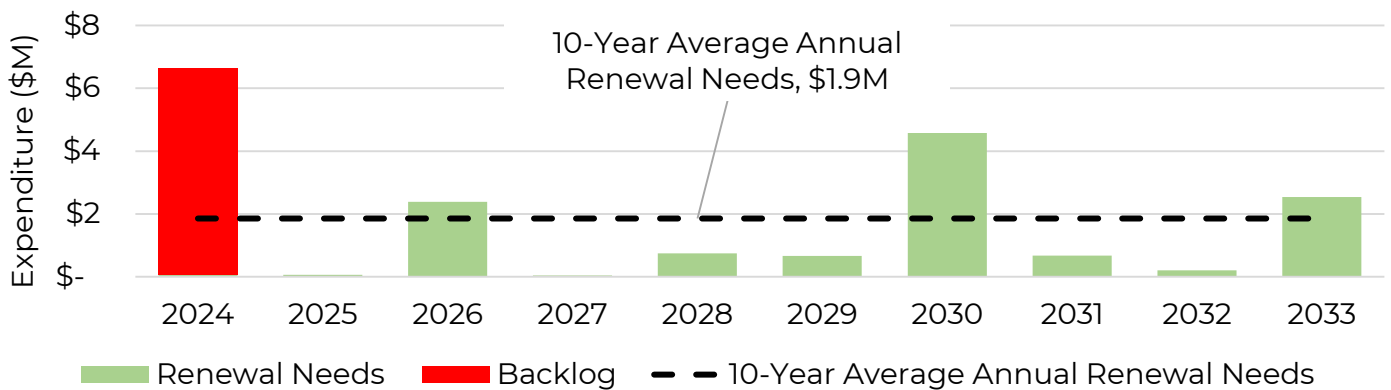 Expenditure ($M)
$8
$6
$4
$2
$-
10-Year Average Annual
Renewal Needs, $1.9M
2024 2025 2026 2027 2028 2029 2030 2031 2032 2033
Renewal Needs Backlog 10-Year Average Annual Renewal Needs